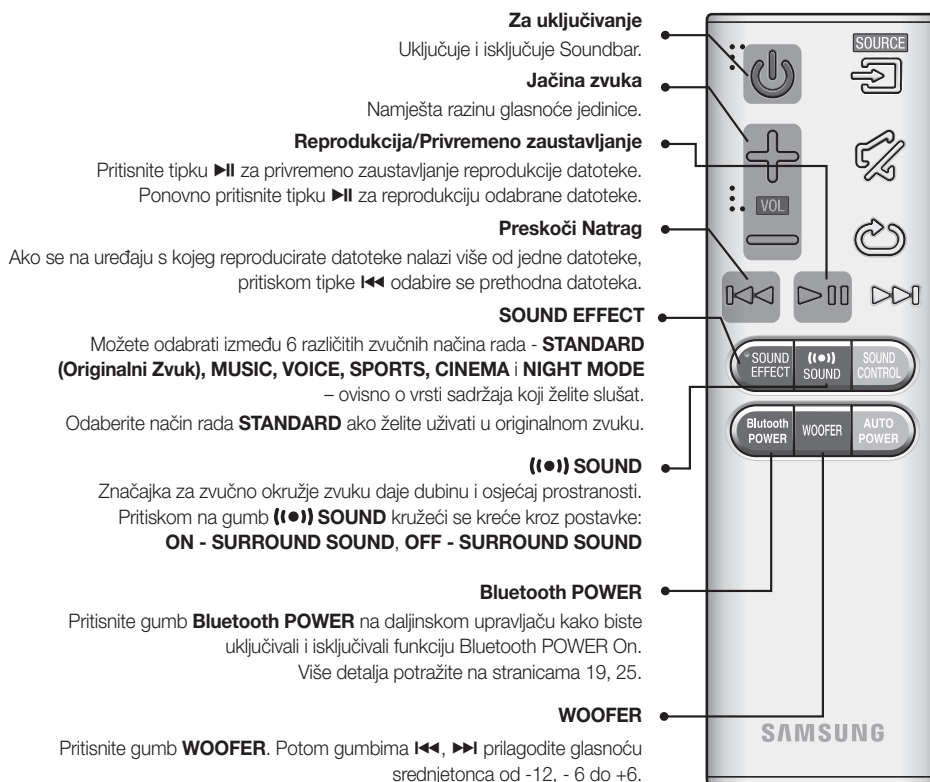 Za uključivanje
Uključuje i isključuje Soundbar.
Jačina zvuka
Namješta razinu glasnoće jedinice.
Reprodukcija/Privremeno zaustavljanje
Pritisnite tipku ►II za privremeno zaustavljanje reprodukcije datoteke.
Ponovno pritisnite tipku ►II za reprodukciju odabrane datoteke.
Preskoči Natrag
Ako se na uređaju s kojeg reproducirate datoteke nalazi više od jedne datoteke,
pritiskom tipke I◄◄ odabire se prethodna datoteka.
SOUND EFFECT
Možete odabrati između 6 različitih zvučnih načina rada - STANDARD
(Originalni Zvuk), MUSIC, VOICE, SPORTS, CINEMA i NIGHT MODE
– ovisno o vrsti sadržaja koji želite slušat.
Odaberite način rada STANDARD ako želite uživati u originalnom zvuku.
((●)) SOUND
Značajka za zvučno okružje zvuku daje dubinu i osjećaj prostranosti.
Pritiskom na gumb ((●)) SOUND kružeći se kreće kroz postavke:
ON - SURROUND SOUND, OFF - SURROUND SOUND
Bluetooth POWER
Pritisnite gumb Bluetooth POWER na daljinskom upravljaču kako biste
uključivali i isključivali funkciju Bluetooth POWER On.
Više detalja potražite na stranicama 19, 25.
WOOFER
Pritisnite gumb WOOFER. Potom gumbima I◄◄, ►►I prilagodite glasnoću
srednjetonca od -12, - 6 do +6.
SOURCE
VOL
SOUND
EFFECT
((●))
SOUND
SOUND
CONTROL
Blutooth
POWER
WOOFER
AUTO
POWER
SAMSUNG